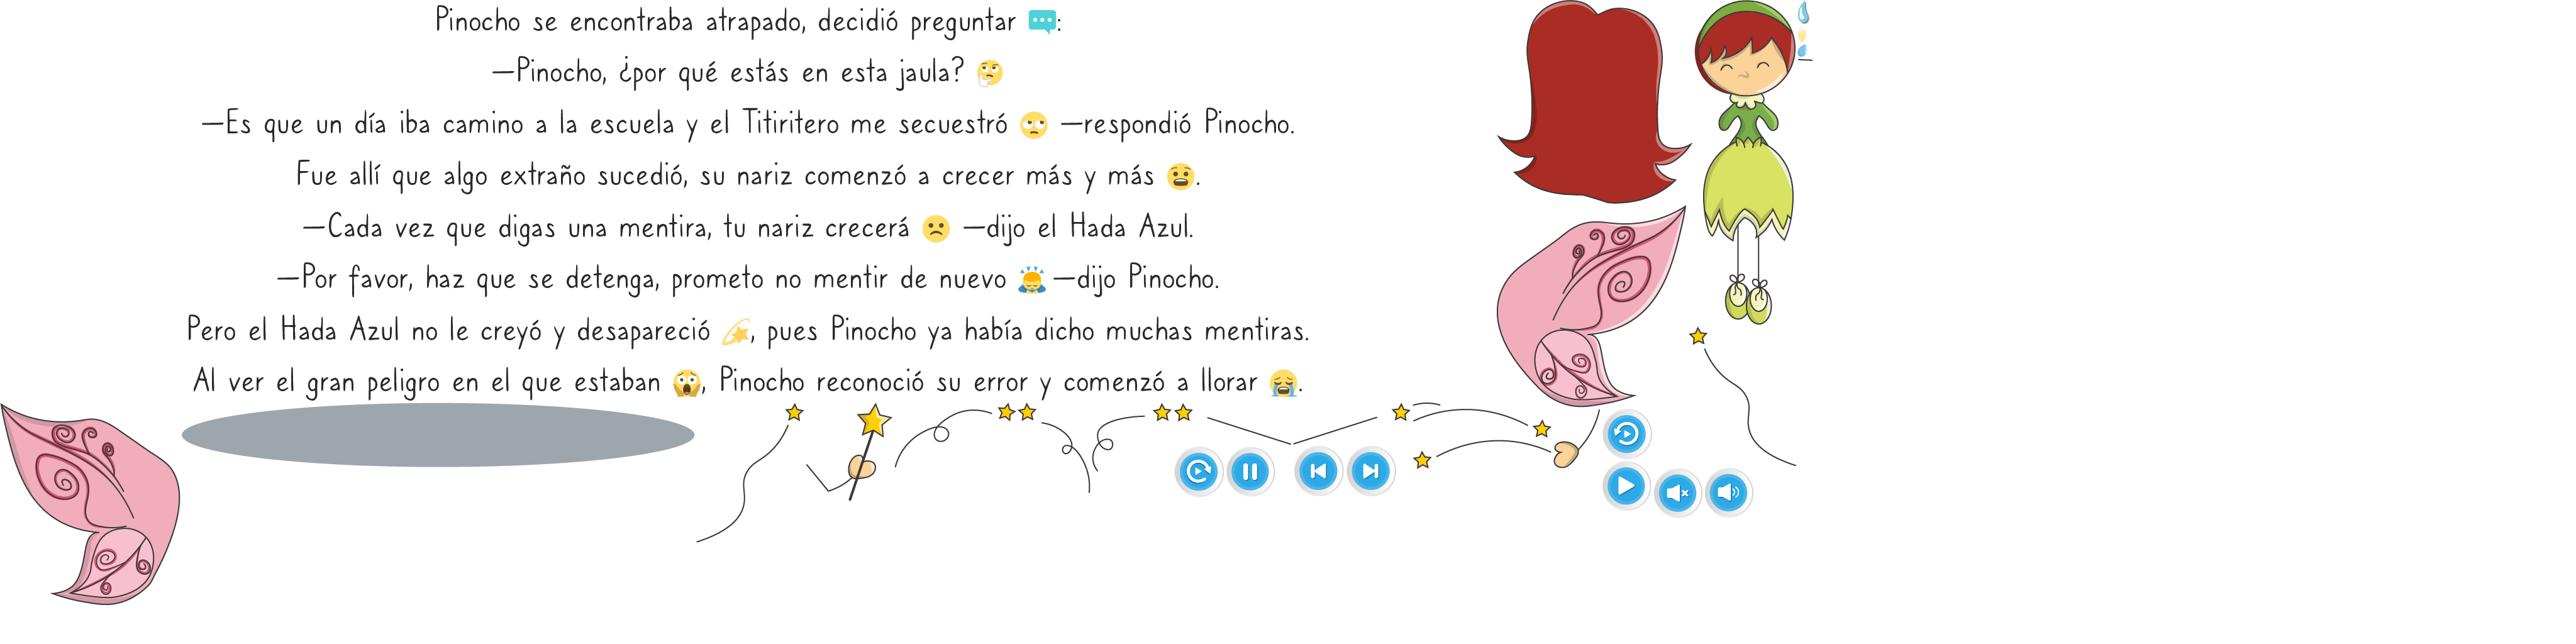 Pinocho se encontraba atrapado, decidió preguntar 💬:
—Pinocho, ¿por qué estás en esta jaula? 🤔
—Es que un día iba camino a la escuela y el Titiritero me secuestró 🙄 —respondió Pinocho.
Fue allí que algo extraño sucedió, su nariz comenzó a crecer más y más 😧.
—Cada vez que digas una mentira, tu nariz crecerá 🙁 —dijo el Hada Azul.
—Por favor, haz que se detenga, prometo no mentir de nuevo 🙇 —dijo Pinocho.
Pero el Hada Azul no le creyó y desapareció 💫, pues Pinocho ya había dicho muchas mentiras.
Al ver el gran peligro en el que estaban 😱, Pinocho reconoció su error y comenzó a llorar 😭.